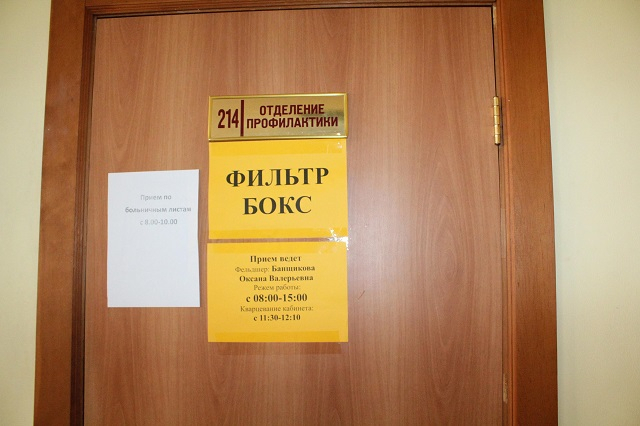 214 ОТДЕЛЕНИЕ
ПРОФИЛАКТИКИ
ФИЛЬТР
БОКС
Прием по
больничным листам
с 8.00-10.00
Прием ведет
Фельдшер: Банщикова
Оксана Валерьевна
Режим работы:
с 08:00-15:00
Кварцевание кабинета:
с 11:30-12:10